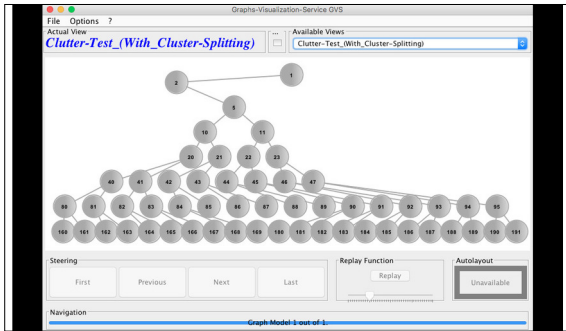 Graphs-Visualization-Service GVS
File Options ?
Actual View ... Available Views
Clutter-Test_(With_Cluster-Splitting) Clutter-Test_(With_Cluster-Splitting)
1
2
5
10 11
20 21 22 23
40 41 42 43 44 45 46 47
80 81 82 83 84 85 86 87 88 89 90 91 92 93 94 95
160 161 162 163 164 165 166 167 168 169 180 181 182 183 184 185 186 187 188 189 190 191
Steering Replay Function Autolayout
First Previous Next Last Replay Unavailable
Navigation
Graph Model 1 out of 1.